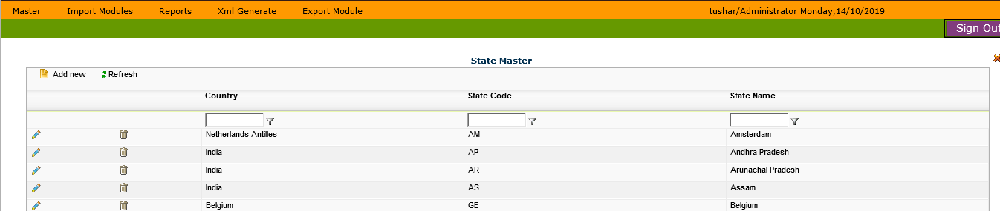 Master Import Modules Reports Xml Generate Export Module tushar/Administrator Monday,14/10/2019
Sign Out
State Master
Add new Refresh
Country State Code State Name
Netherlands Antilles AM Amsterdam
India AP Andhra Pradesh
India AR Arunachal Pradesh
India AS Assam
Belgium GE Belgium